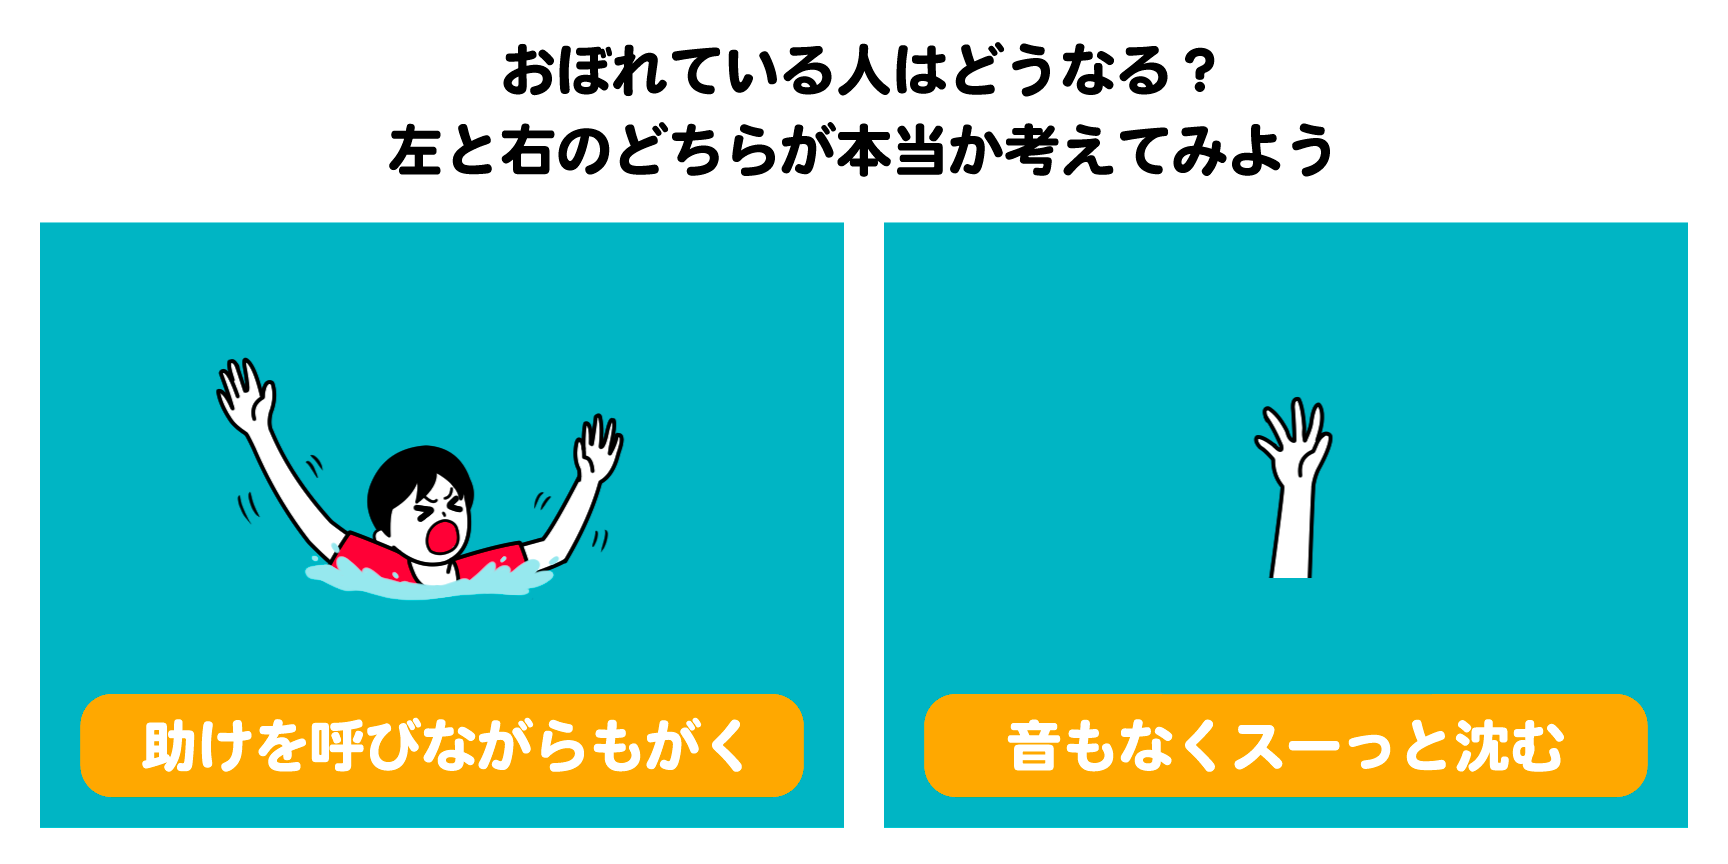 おぼれている人はどうなる？
左と右のどちらが本当か考えてみよう
助けを呼びながらもがく
音もなくスーっと沈む